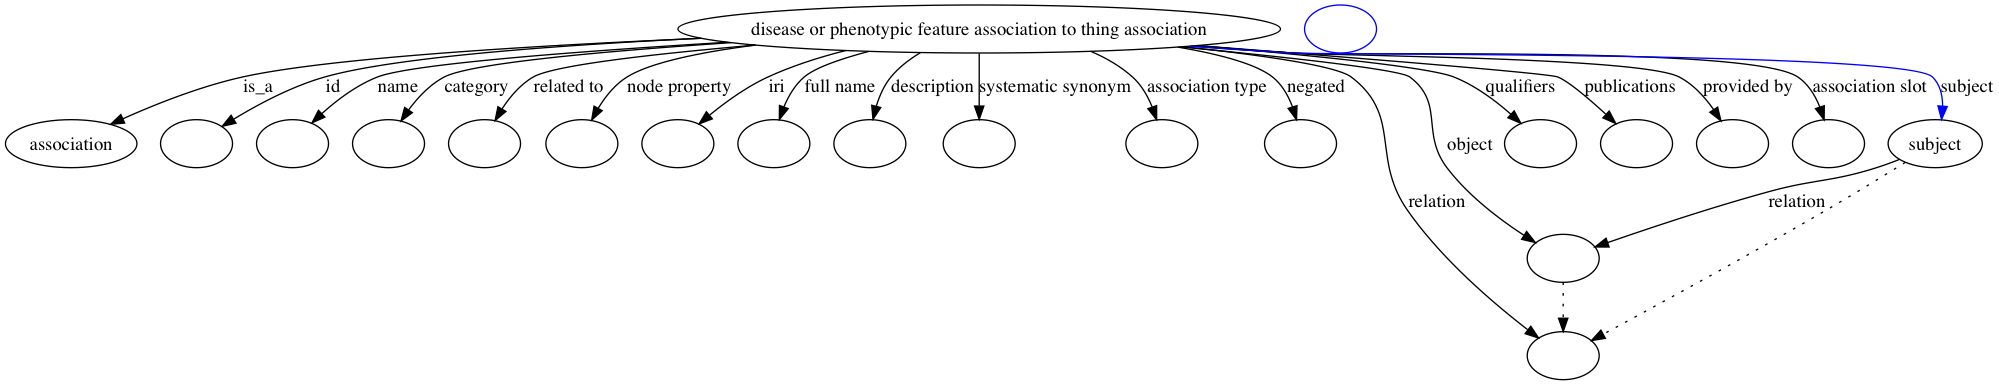 disease or phenotypic feature association to thing association
is_a
id
name
category
related to
node property
iri
full name
description
systematic synonym
association type
negated
qualifiers
publications
provided by
association slot
subject
association
object
subject
relation
relation